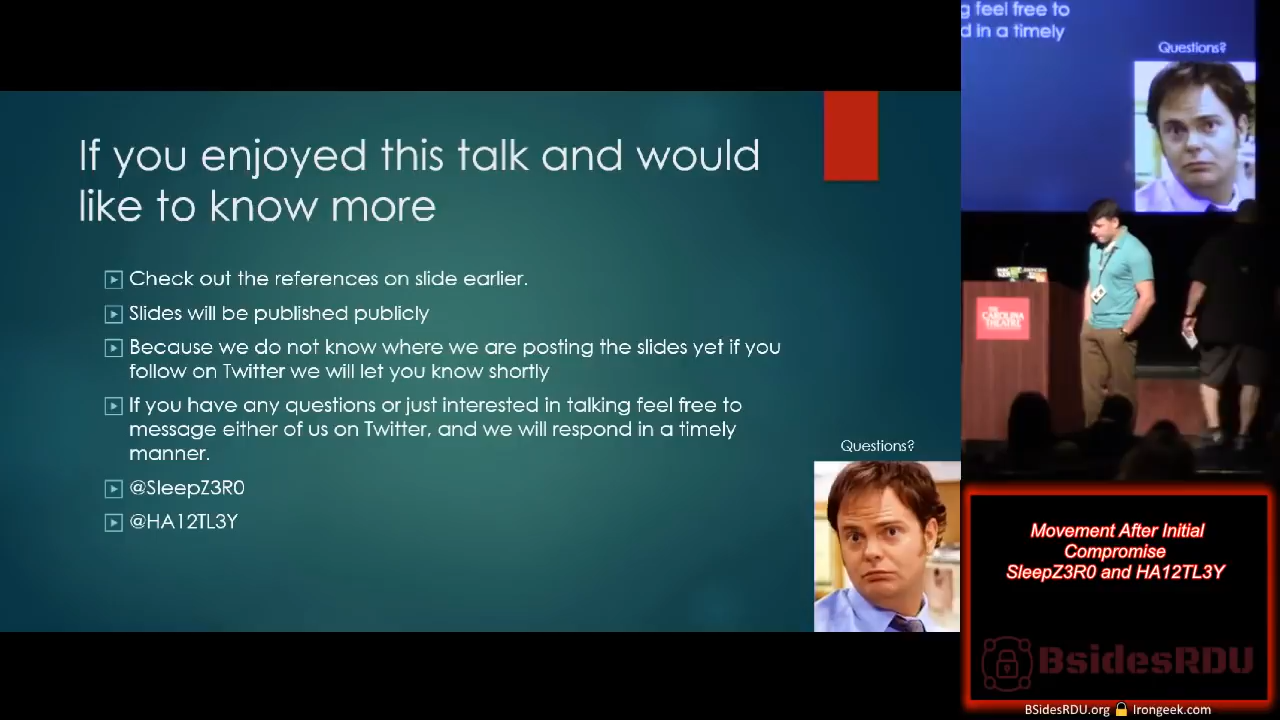 If you enjoyed this talk and would
like to know more
Check out the references on slide earlier.
Slides will be published publicly
Because we do not know where we are posting the slides yet if you
follow on Twitter we will let you know shortly
If you have any questions or just interested in talking feel free to
message either of us on Twitter, and we will respond in a timely
manner.
@SleepZ3R0
@HA12TL3Y
Questions?
g feel free to
d in a timely
Questions?
THE
CAROLINA
THEATRE
Movement After Initial
Compromise
SleepZ3R0 and HA12TL3Y
BsidesRDU
BSidesRDU.org Irongeek.com